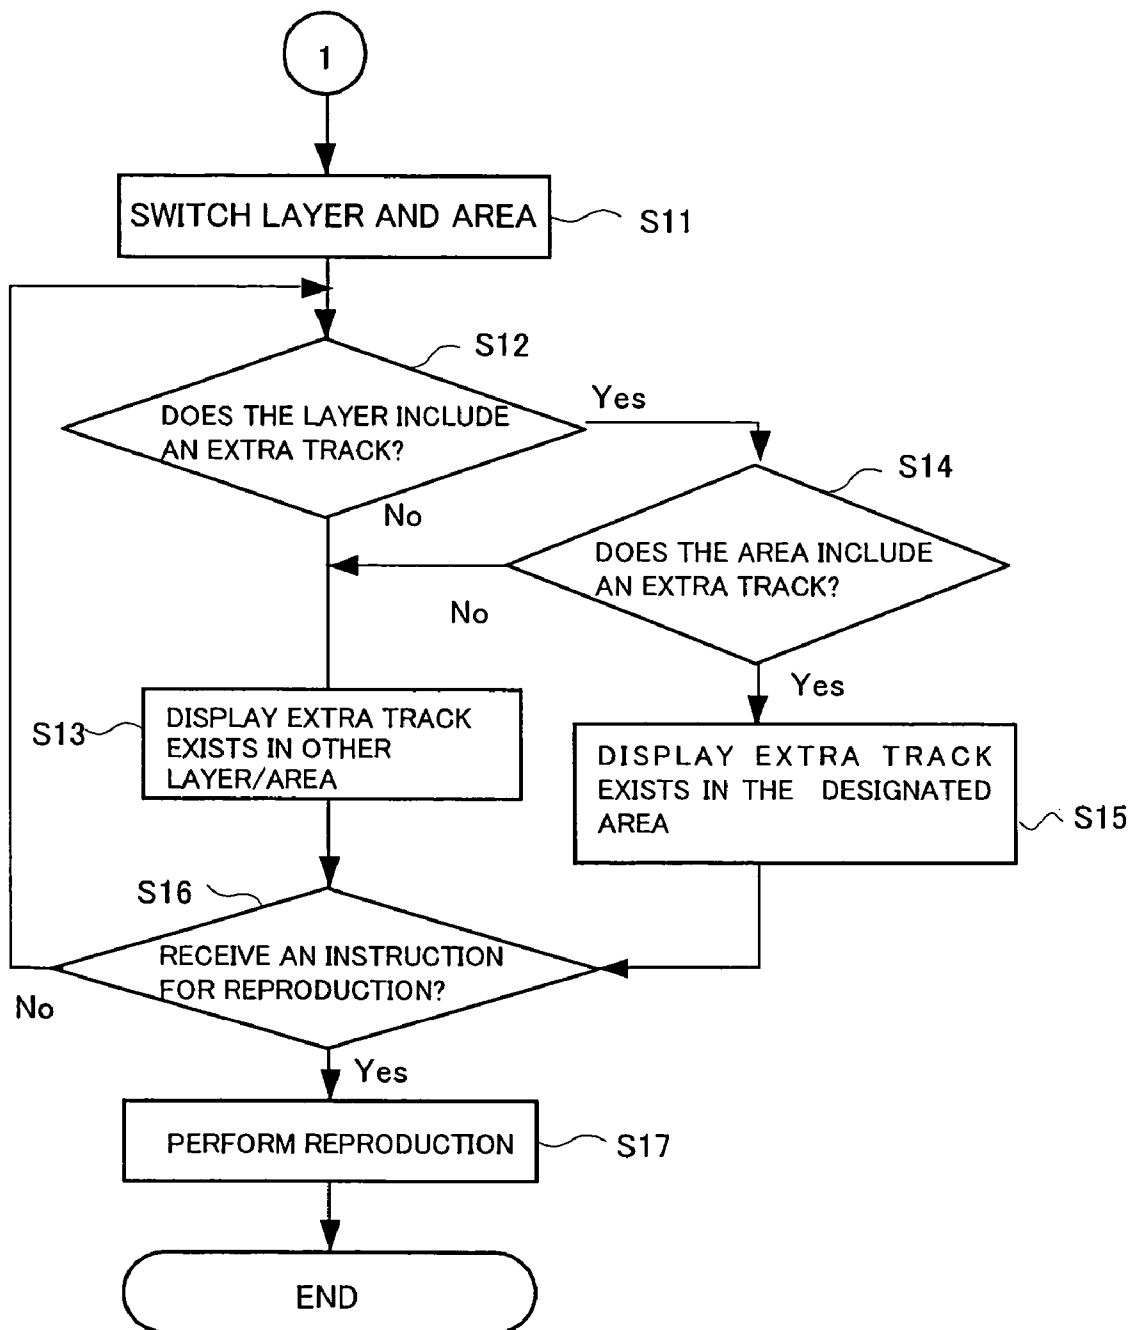 1
SWITCH LAYER AND AREA
S11
S12
DOES THE LAYER INCLUDE
AN EXTRA TRACK?
Yes
No
S14
DOES THE AREA INCLUDE
AN EXTRA TRACK?
No
Yes
S13
DISPLAY EXTRA TRACK
EXISTS IN OTHER
LAYER/AREA
DISPLAY EXTRA TRACK
EXISTS IN THE DESIGNATED
AREA
S15
S16
RECEIVE AN INSTRUCTION
FOR REPRODUCTION?
No
Yes
PERFORM REPRODUCTION
S17
END